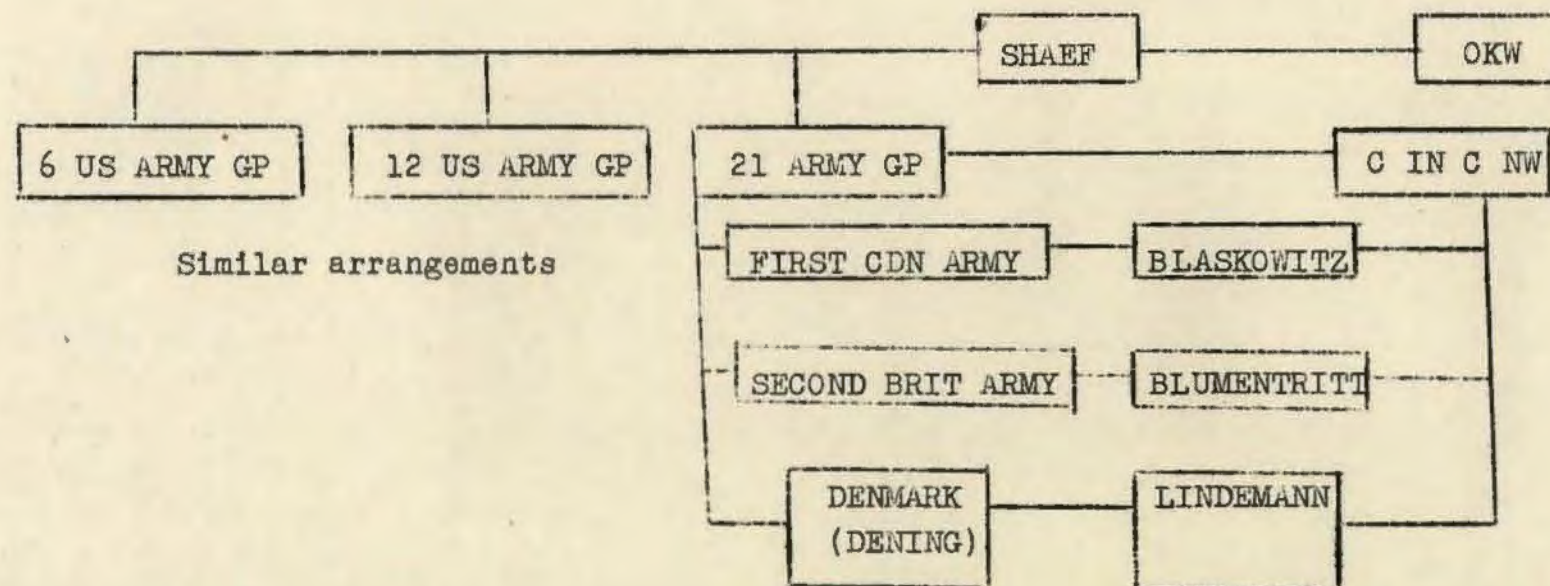 SHAEF
OKW
6 US ARMY GP
12 US ARMY GP
21 ARMY GP
C IN C NW
Similar arrangements
FIRST CDN ARMY
BLASKOWITZ
SECOND BRIT ARMY
BLUMENTRITT
DENMARK
(DENING)
LINDEMANN